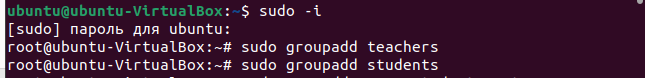 ubuntu@ubuntu-VirtualBox:~$ sudo -i
[sudo] пароль для ubuntu:
root@ubuntu-VirtualBox:~# sudo groupadd teachers
root@ubuntu-VirtualBox:~# sudo groupadd students